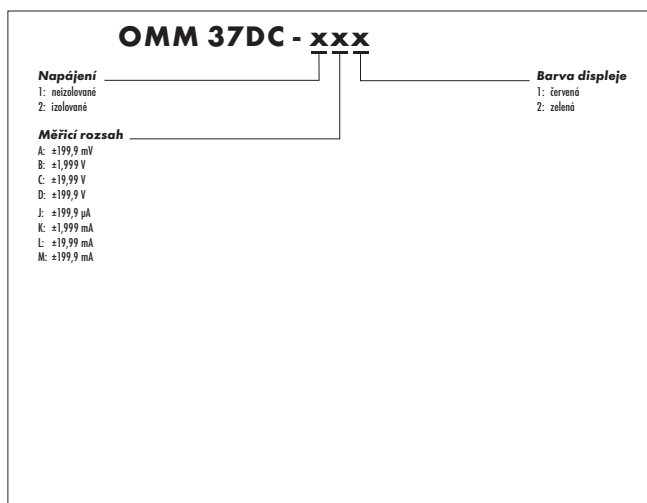 OMM 37DC - xxx
Napájení
1: neizolované
2: izolované
Měřicí rozsah
A: ±199,9 mV
B: ±1,999 V
C: ±19,99 V
D: ±199,9 V
J: ±199,9 µA
K: ±1,999 mA
L: ±19,99 mA
M: ±199,9 mA
Barva displeje
1: červená
2: zelená